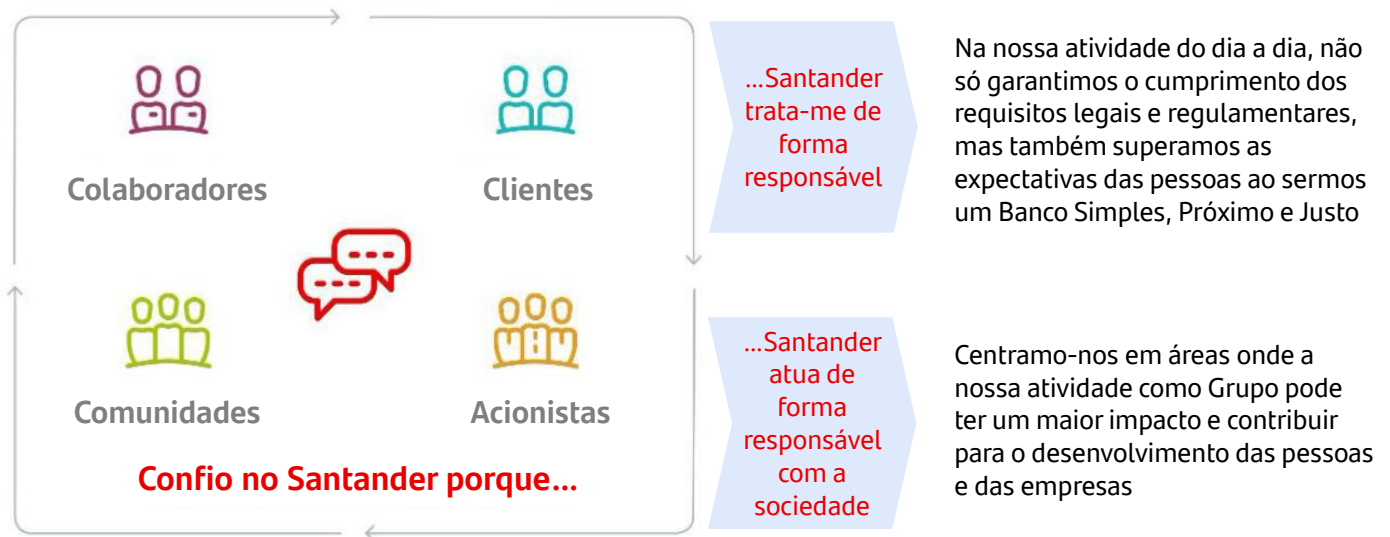 Colaboradores
Clientes
Comunidades
Acionistas
Confio no Santander porque...
...Santander
trata-me de
forma
responsável
Na nossa atividade do dia a dia, não
só garantimos o cumprimento dos
requisitos legais e regulamentares,
mas também superamos as
expectativas das pessoas ao sermos
um Banco Simples, Próximo e Justo
...Santander
atua de
forma
responsável
com a
sociedade
Centramo-nos em áreas onde a
nossa atividade como Grupo pode
ter um maior impacto e contribuir
para o desenvolvimento das pessoas
e das empresas